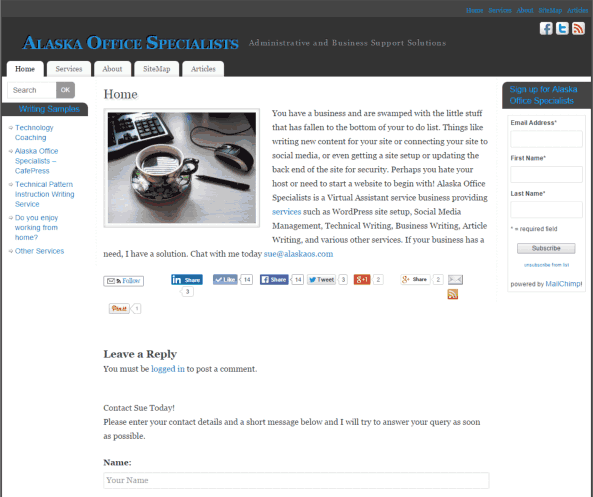 Home Services About SiteMap Articles
Alaska Office Specialists Administrative and Business Support Solutions
Home Services About SiteMap Articles
Search OK
Writing Samples
Technology
Coaching
Alaska Office
Specialists –
CafePress
Technical Pattern
Instruction Writing
Service
Do you enjoy
working from
home?
Other Services
Home
You have a business and are swamped with the little stuff
that has fallen to the bottom of your to do list. Things like
writing new content for your site or connecting your site to
social media, or even getting a site setup or updating the
back end of the site for security. Perhaps you hate your
host or need to start a website to begin with! Alaska Office
Specialists is a Virtual Assistant service business providing
services such as WordPress site setup, Social Media
Management, Technical Writing, Business Writing, Article
Writing, and various other services. If your business has a
need, I have a solution. Chat with me today sue@alaskaos.com
Follow Share Like 14 Share 14 Tweet 3 +1 2 Share 2
3
Pin it 1
Leave a Reply
You must be logged in to post a comment.
Contact Sue Today!
Please enter your contact details and a short message below and I will try to answer your query as soon
as possible.
Name:
Your Name
Sign up for Alaska
Office Specialists
Email Address*
First Name*
Last Name*
* = required field
Subscribe
unsubscribe from list
powered by MailChimp!